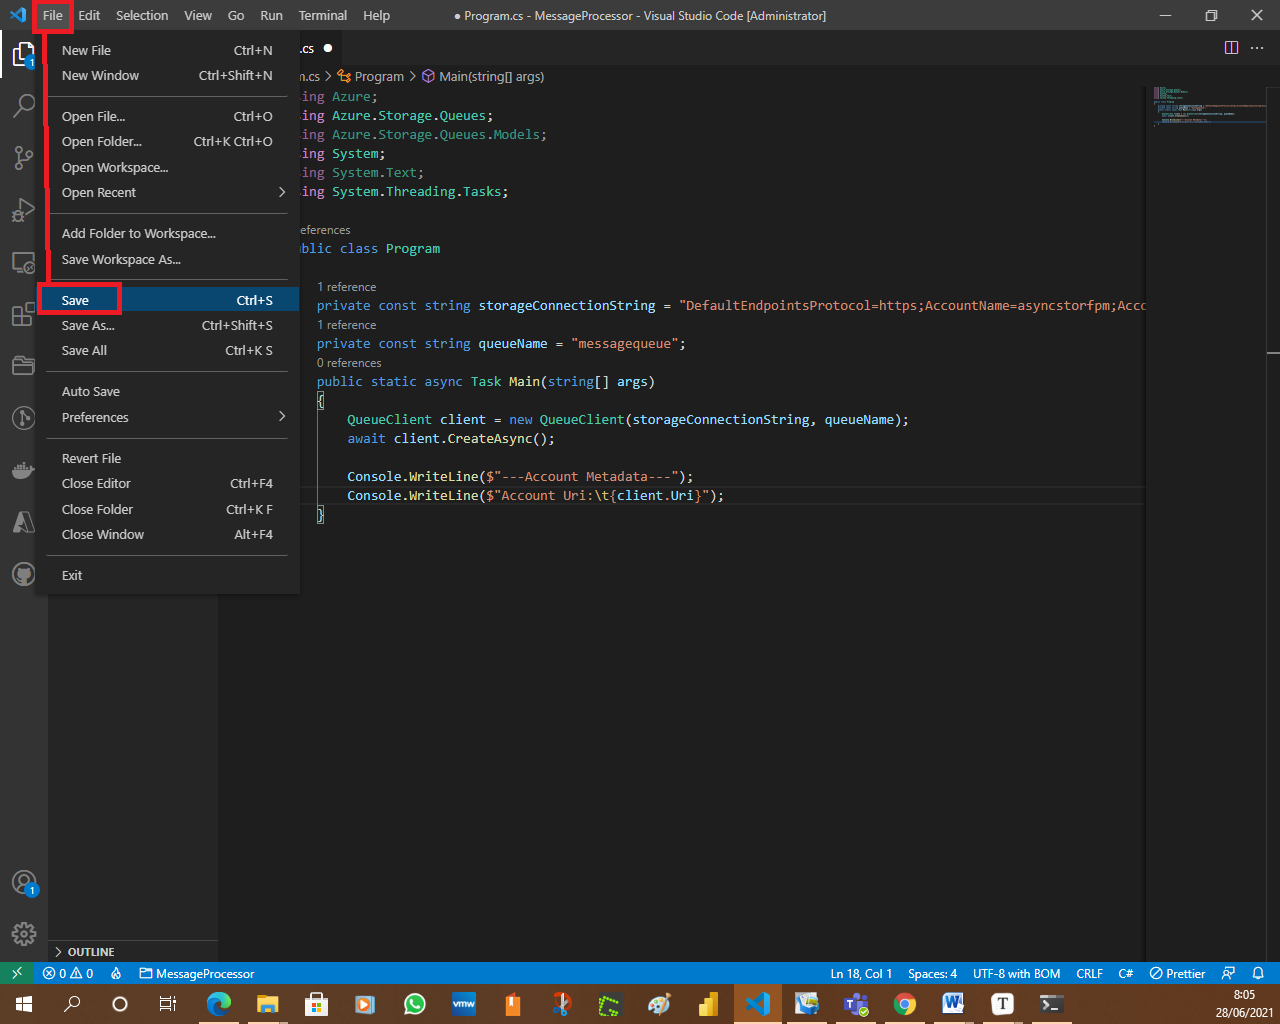 File Edit Selection View Go Run Terminal Help ● Program.cs - MessageProcessor - Visual Studio Code [Administrator]
1
.cs ●
New File Ctrl+N
New Window Ctrl+Shift+N
Open File... Ctrl+O
Open Folder... Ctrl+K Ctrl+O
Open Workspace...
Open Recent
Add Folder to Workspace...
Save Workspace As...
Save Ctrl+S
Save As... Ctrl+Shift+S
Save All Ctrl+K S
Auto Save
Preferences
Revert File
Close Editor Ctrl+F4
Close Folder Ctrl+K F
Close Window Alt+F4
Exit
m.cs > Program > Main(string[] args)
ing Azure;
ing Azure.Storage.Queues;
ing Azure.Storage.Queues.Models;
ing System;
ing System.Text;
ing System.Threading.Tasks;
eferences
blic class Program
1 reference
private const string storageConnectionString = "DefaultEndpointsProtocol=https;AccountName=asyncstorfpm;Acco
1 reference
private const string queueName = "messagequeue";
0 references
public static async Task Main(string[] args)
{
QueueClient client = new QueueClient(storageConnectionString, queueName);
await client.CreateAsync();
Console.WriteLine($"---Account Metadata---");
Console.WriteLine($"Account Uri:\t{client.Uri}");
}
1
OUTLINE
0 0 MessageProcessor Ln 18, Col 1 Spaces: 4 UTF-8 with BOM CRLF C# Prettier
vmw W T
8:05
28/06/2021